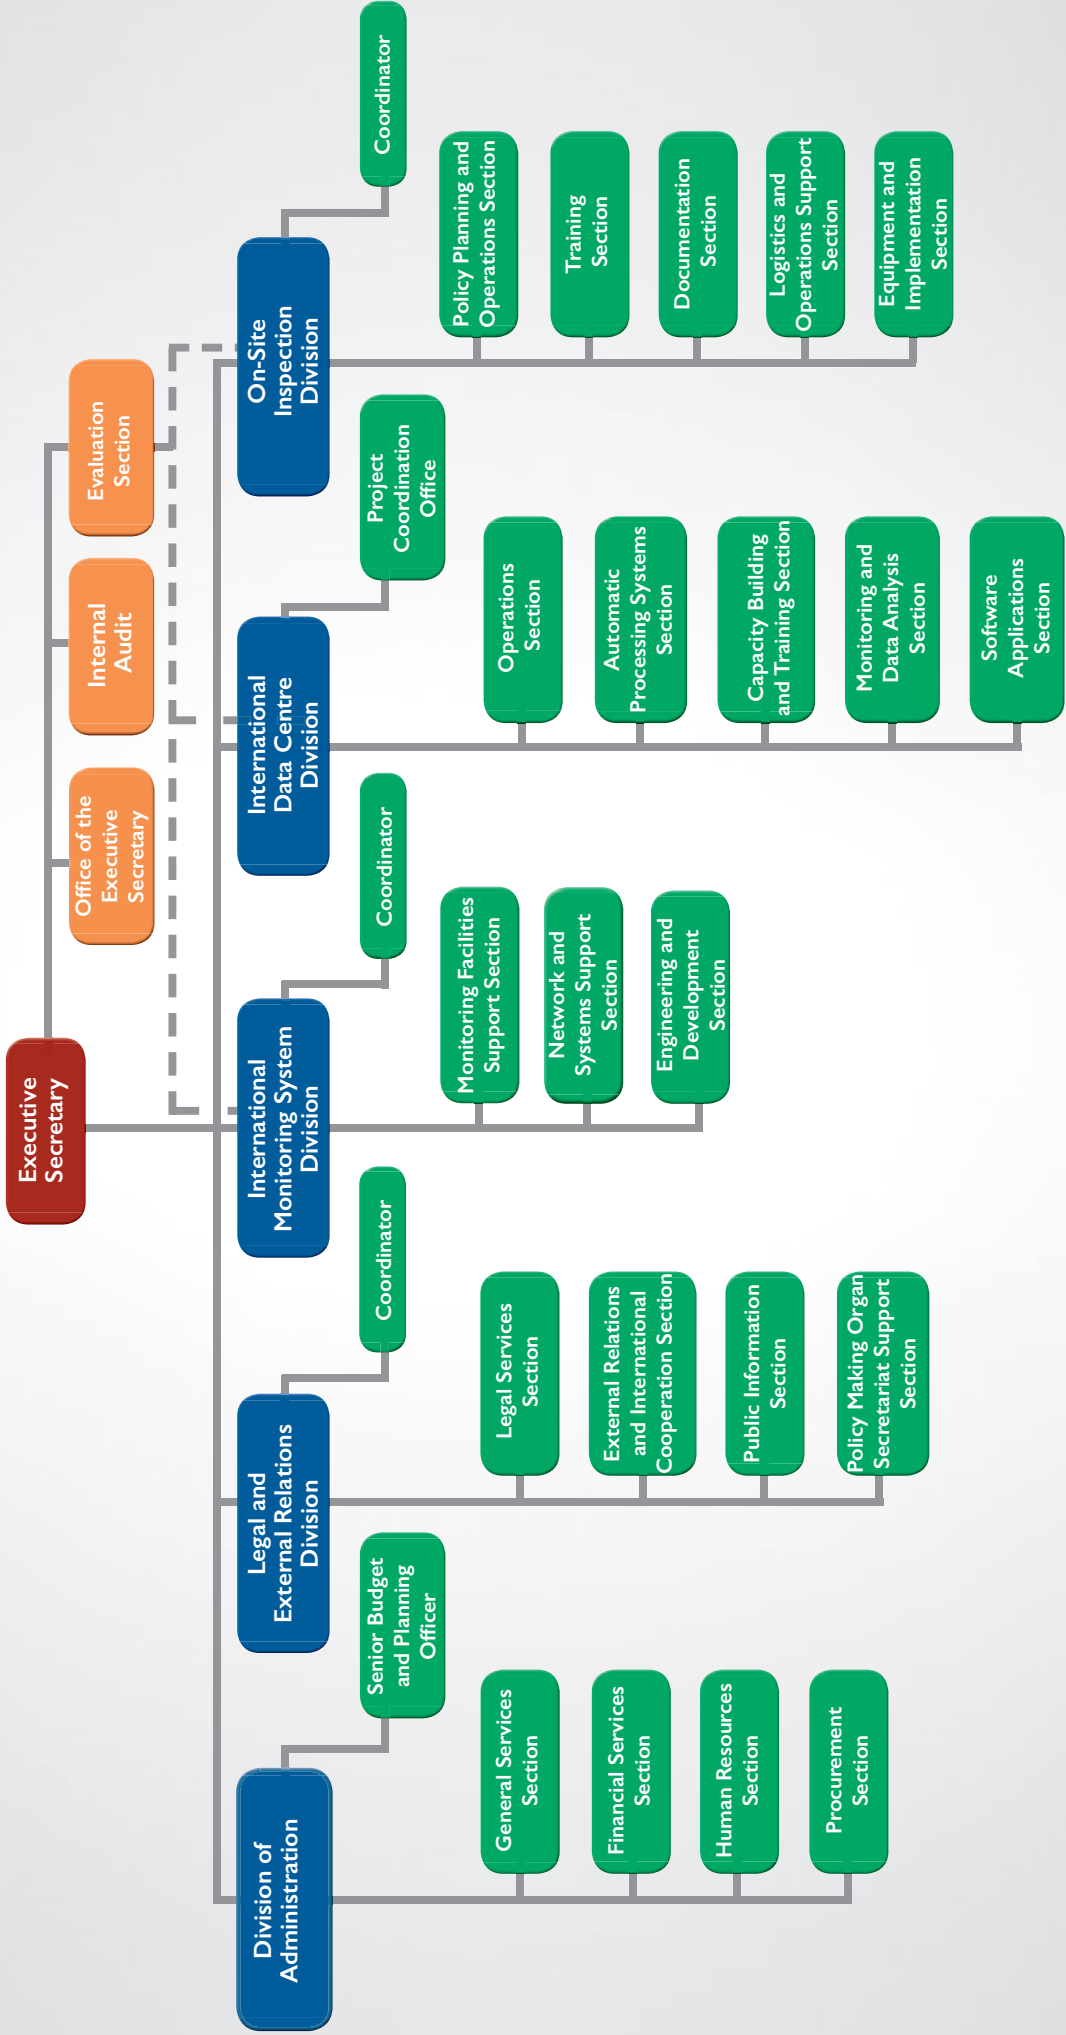 Executive
Secretary
Office of the
Executive
Secretary
Internal
Audit
Evaluation
Section
Division of
Administration
Senior Budget
and Planning
Officer
General Services
Section
Financial Services
Section
Human Resources
Section
Procurement
Section
Legal and
External Relations
Division
Coordinator
Legal Services
Section
External Relations
and International
Cooperation Section
Public Information
Section
Policy Making Organ
Secretariat Support
Section
International
Monitoring System
Division
Coordinator
Monitoring Facilities
Support Section
Network and
Systems Support
Section
Engineering and
Development
Section
International
Data Centre
Division
Project
Coordination
Office
Operations
Section
Automatic
Processing Systems
Section
Capacity Building
and Training Section
Monitoring and
Data Analysis
Section
Software
Applications
Section
On-Site
Inspection
Division
Coordinator
Policy Planning and
Operations Section
Training
Section
Documentation
Section
Logistics and
Operations Support
Section
Equipment and
Implementation
Section